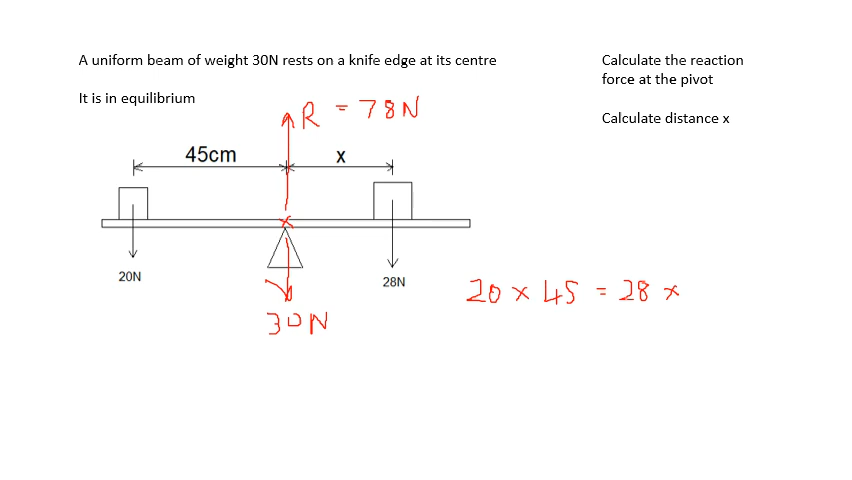 A uniform beam of weight 30N rests on a knife edge at its centre
It is in equilibrium
Calculate the reaction
force at the pivot
Calculate distance x
R = 78N
45cm
x
20N
28N
30N
20 × 45 = 28 x